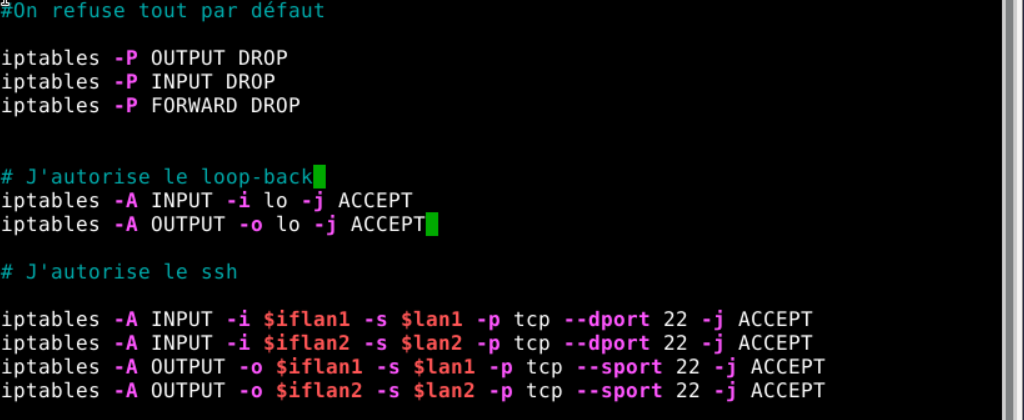 #On refuse tout par défaut
iptables -P OUTPUT DROP
iptables -P INPUT DROP
iptables -P FORWARD DROP
# J'autorise le loop-back
iptables -A INPUT -i lo -j ACCEPT
iptables -A OUTPUT -o lo -j ACCEPT
# J'autorise le ssh
iptables -A INPUT -i $iflan1 -s $lan1 -p tcp --dport 22 -j ACCEPT
iptables -A INPUT -i $iflan2 -s $lan2 -p tcp --dport 22 -j ACCEPT
iptables -A OUTPUT -o $iflan1 -s $lan1 -p tcp --sport 22 -j ACCEPT
iptables -A OUTPUT -o $iflan2 -s $lan2 -p tcp --sport 22 -j ACCEPT